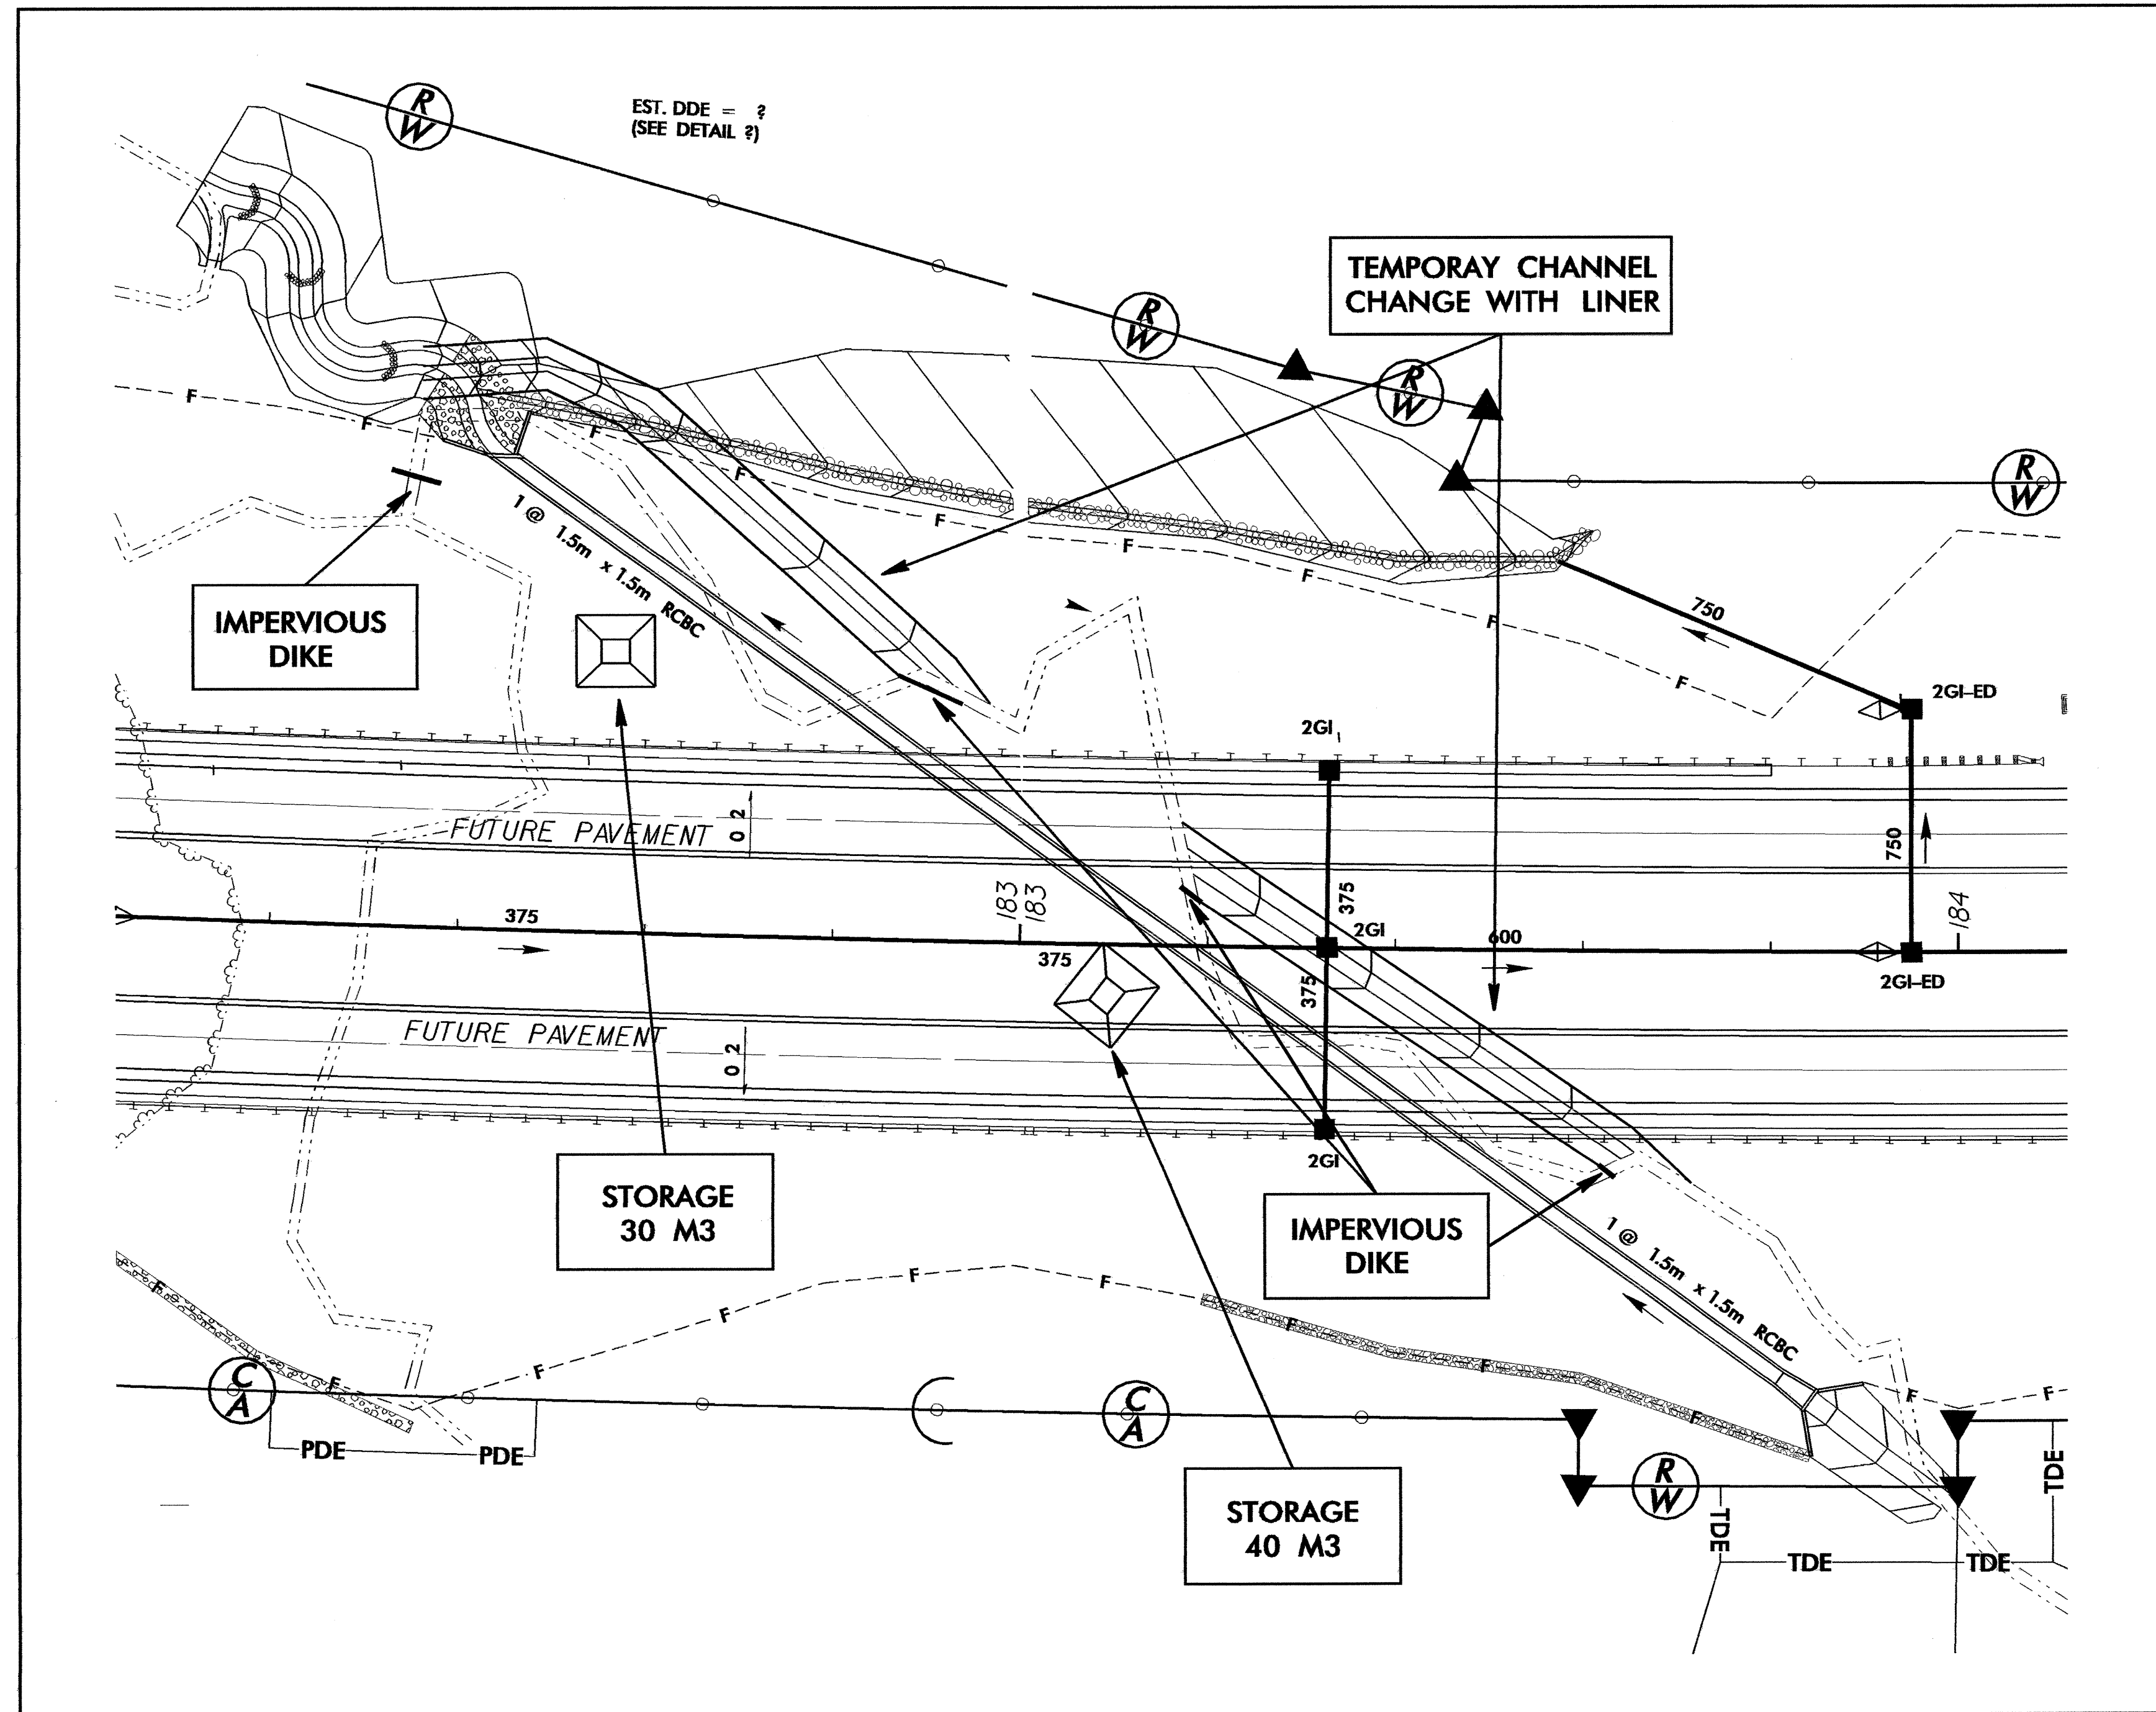 R
W
EST. DDE = ?
(SEE DETAIL ?)
TEMPORAY CHANNEL
CHANGE WITH LINER
R
W
R
W
R
W
F
F
F
F
F
F
F
F
F
1 @ 1.5m x 1.5m RCBC
IMPERVIOUS
DIKE
750
2GI-ED
2GI
FUTURE PAVEMENT
0 2
750
375
183
183
184
375
375
2GI
600
375
2GI-ED
FUTURE PAVEMENT
0 2
2GI
STORAGE
30 M3
IMPERVIOUS
DIKE
1 @ 1.5m x 1.5m RCBC
F
F
F
F
F
F
F
F
F
F
F
C
A
C
A
PDE
PDE
R
W
TDE
TDE
TDE
TDE
STORAGE
40 M3